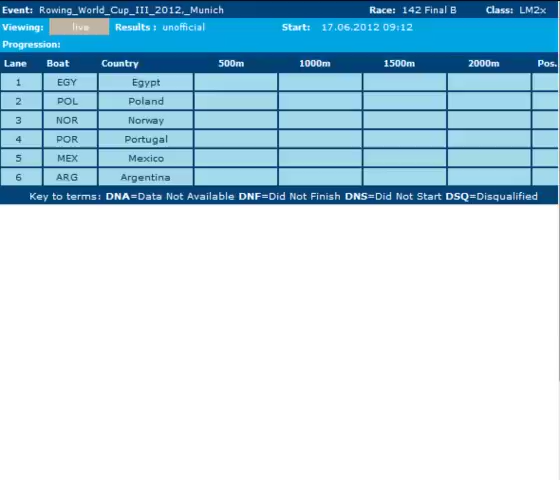 Event: Rowing_World_Cup_III_2012,_Munich Race: 142 Final B Class: LM2x
Viewing: live Results : unofficial Start: 17.06.2012 09:12
Progression:
Lane Boat Country 500m 1000m 1500m 2000m Pos.
1 EGY Egypt
2 POL Poland
3 NOR Norway
4 POR Portugal
5 MEX Mexico
6 ARG Argentina
Key to terms: DNA=Data Not Available DNF=Did Not Finish DNS=Did Not Start DSQ=Disqualified